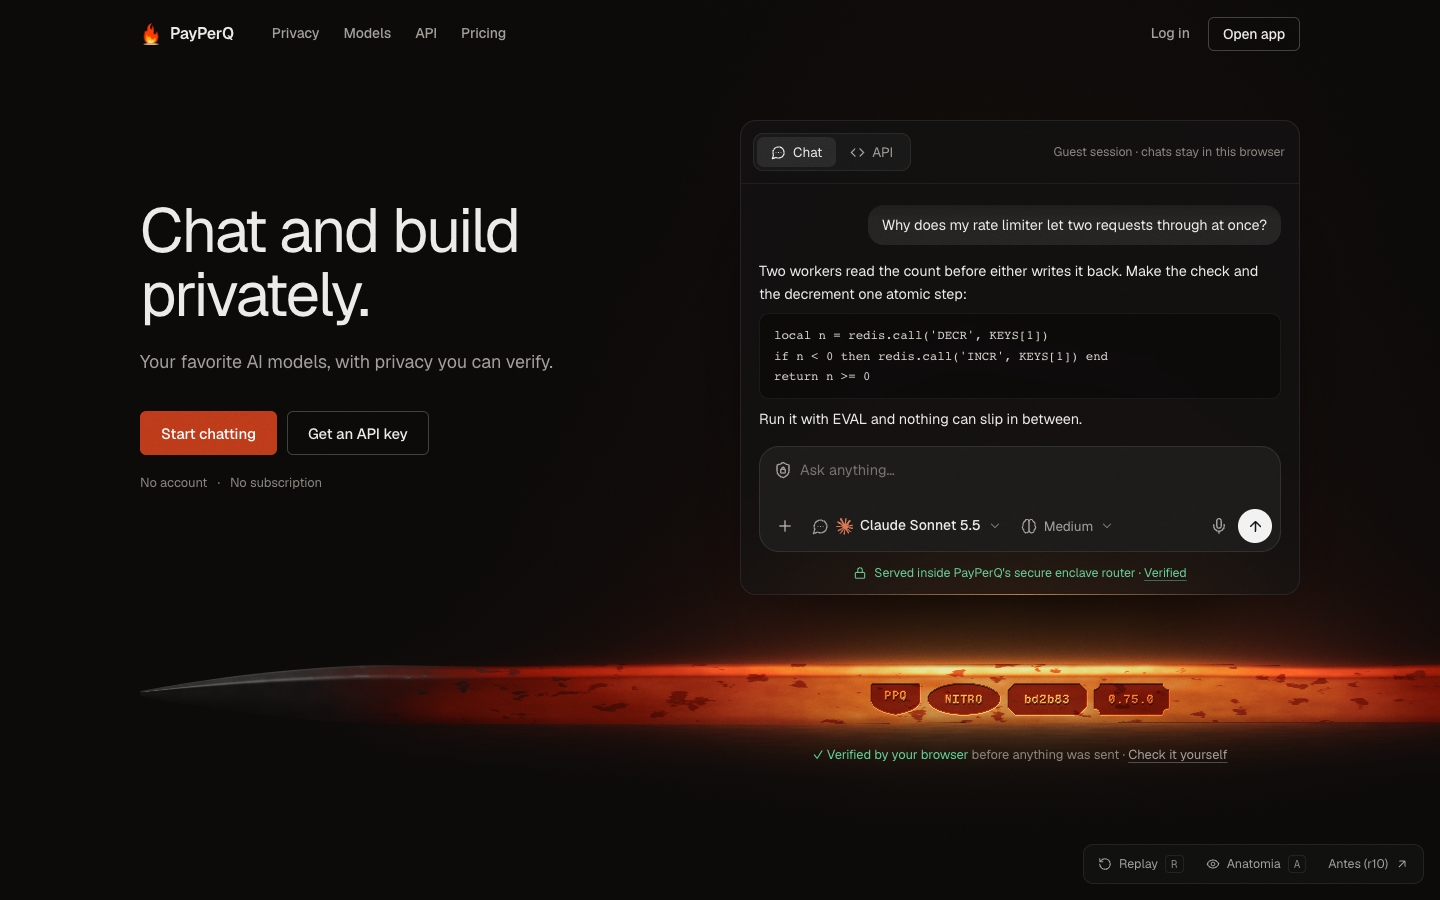 PayPerQ
Privacy
Models
API
Pricing
Log in
Open app
Chat and build
privately.
Your favorite AI models, with privacy you can verify.
Start chatting
Get an API key
No account · No subscription
Chat
API
Guest session · chats stay in this browser
Why does my rate limiter let two requests through at once?
Two workers read the count before either writes it back. Make the check and
the decrement one atomic step:
local n = redis.call('DECR', KEYS[1])
if n < 0 then redis.call('INCR', KEYS[1]) end
return n >= 0
Run it with EVAL and nothing can slip in between.
Ask anything…
Claude Sonnet 5.5
Medium
Served inside PayPerQ's secure enclave router · Verified
PPQ
NITRO
bd2b83
0.75.0
✓ Verified by your browser before anything was sent · Check it yourself
Replay R
Anatomia A
Antes (r10) ↗